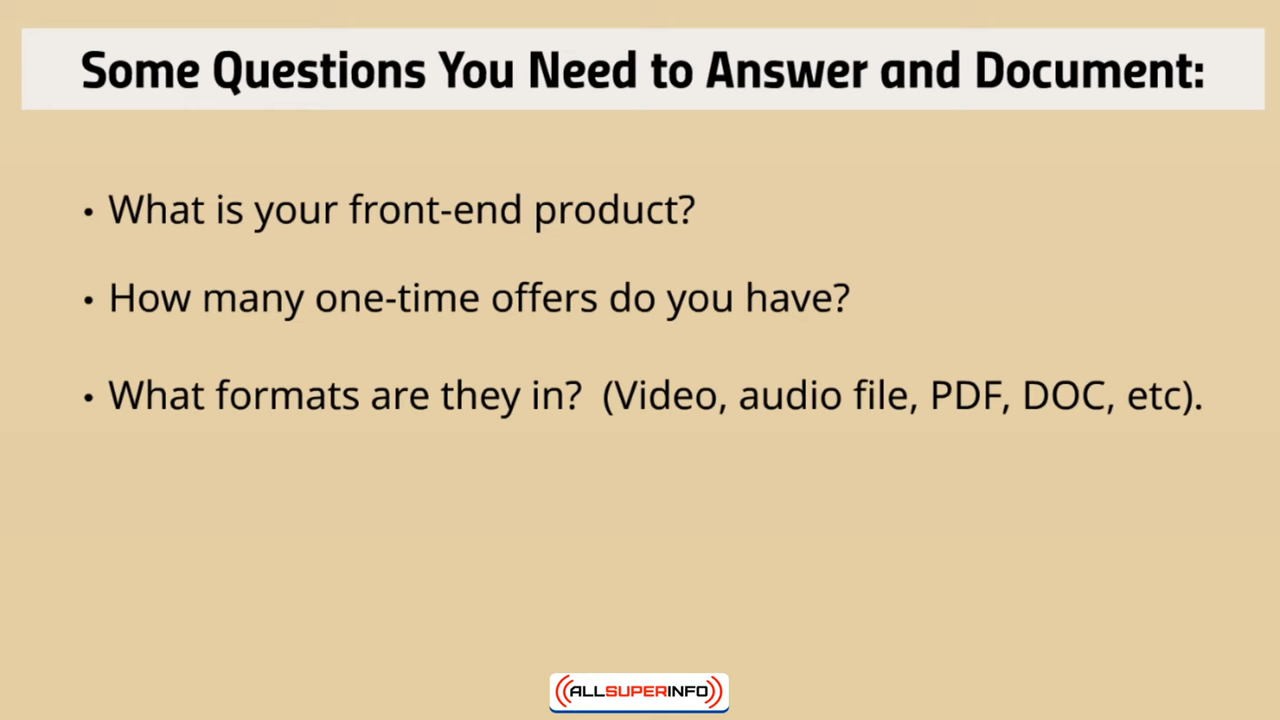 Some Questions You Need to Answer and Document:
• What is your front-end product?
• How many one-time offers do you have?
• What formats are they in?  (Video, audio file, PDF, DOC, etc).
ALLSUPERINFO